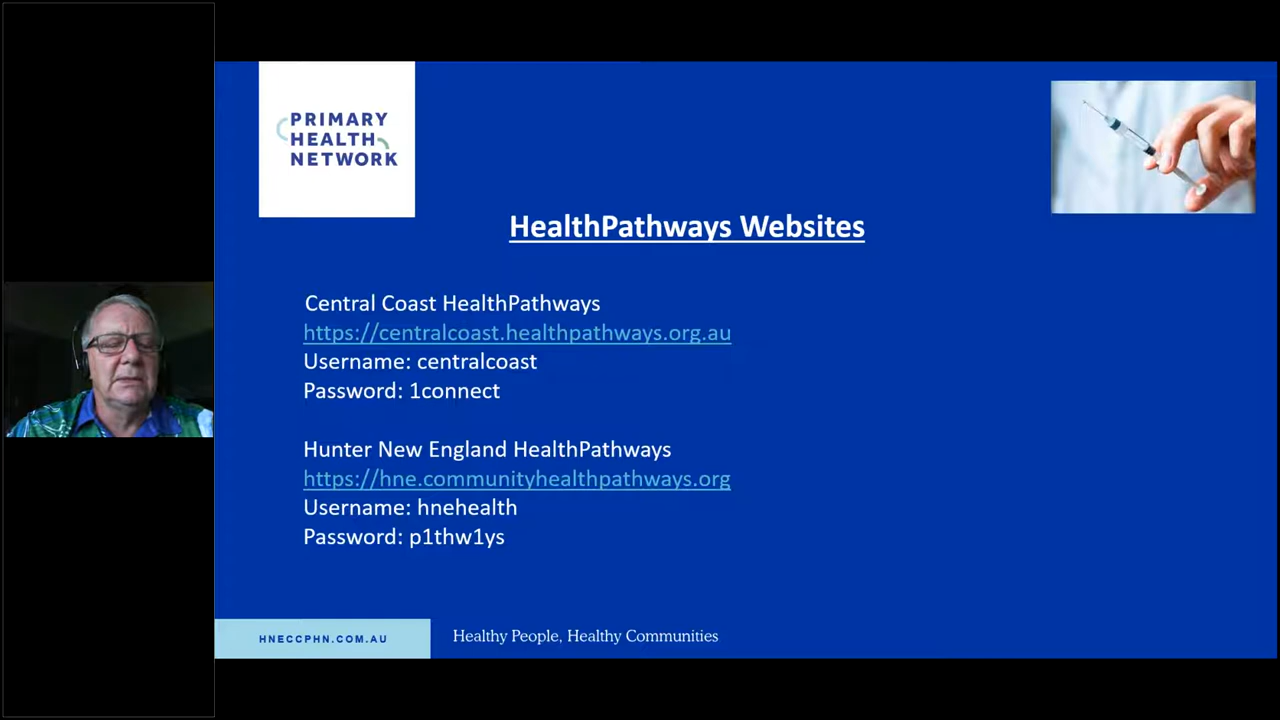 PRIMARY
HEALTH
NETWORK
HealthPathways Websites
Central Coast HealthPathways
https://centralcoast.healthpathways.org.au
Username: centralcoast
Password: 1connect
Hunter New England HealthPathways
https://hne.communityhealthpathways.org
Username: hnehealth
Password: p1thw1ys
HNECCPHN.COM.AU
Healthy People, Healthy Communities